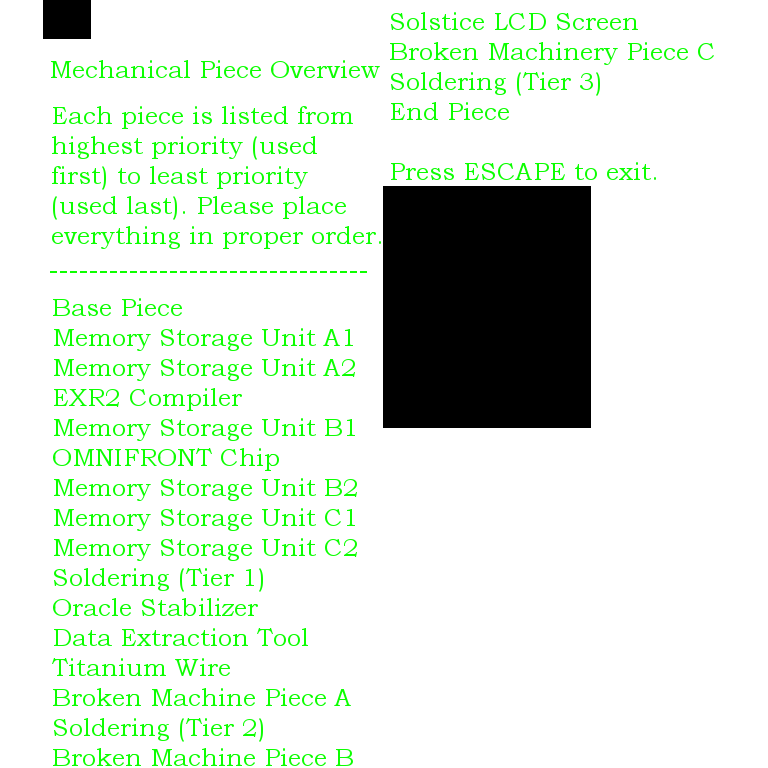 Mechanical Piece Overview
Each piece is listed from
highest priority (used
first) to least priority
(used last). Please place
everything in proper order.
--------------------------------
Base Piece
Memory Storage Unit A1
Memory Storage Unit A2
EXR2 Compiler
Memory Storage Unit B1
OMNIFRONT Chip
Memory Storage Unit B2
Memory Storage Unit C1
Memory Storage Unit C2
Soldering (Tier 1)
Oracle Stabilizer
Data Extraction Tool
Titanium Wire
Broken Machine Piece A
Soldering (Tier 2)
Broken Machine Piece B
Solstice LCD Screen
Broken Machinery Piece C
Soldering (Tier 3)
End Piece
Press ESCAPE to exit.